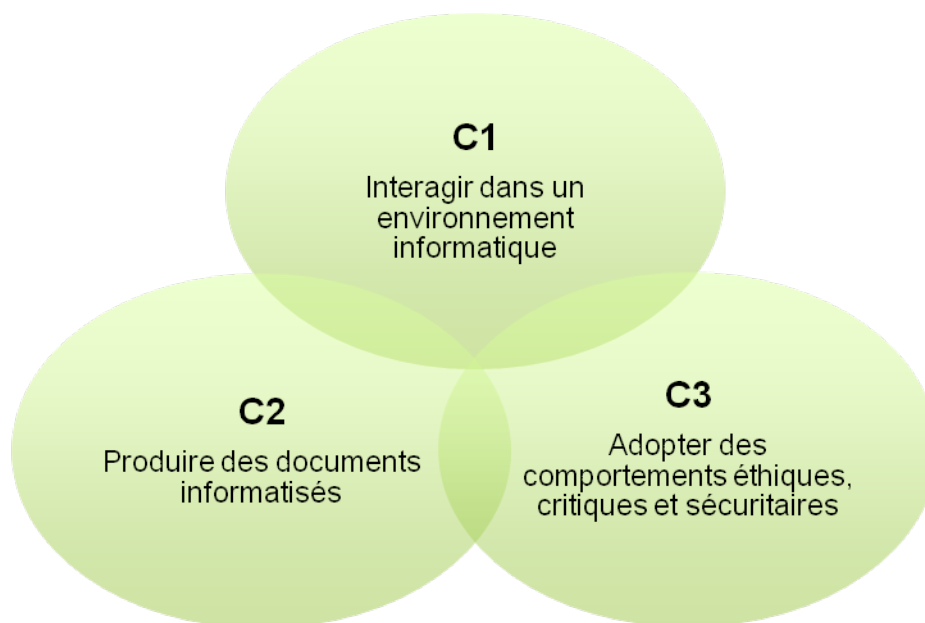 C1
Interagir dans un
environnement
informatique
C2
Produire des documents
informatisés
C3
Adopter des
comportements éthiques,
critiques et sécuritaires